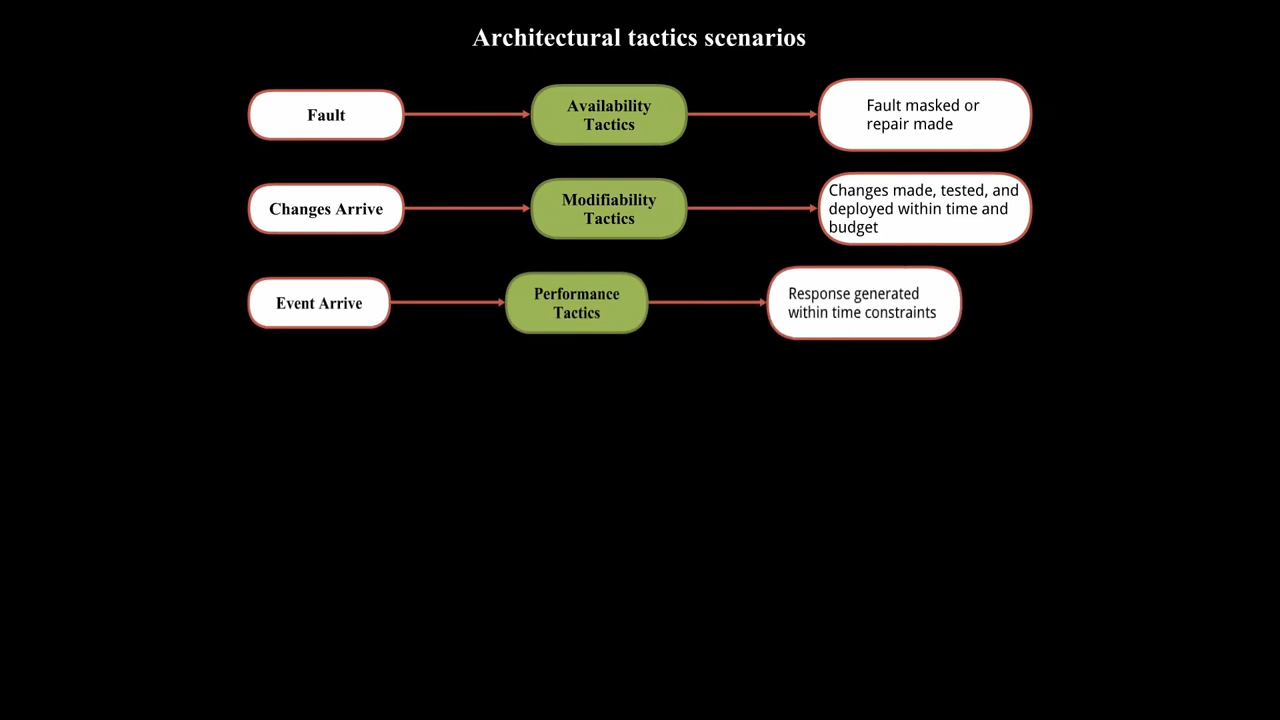 Architectural tactics scenarios
Fault
Availability
Tactics
Fault masked or
repair made
Changes Arrive
Modifiability
Tactics
Changes made, tested, and
deployed within time and
budget
Event Arrive
Performance
Tactics
Response generated
within time constraints